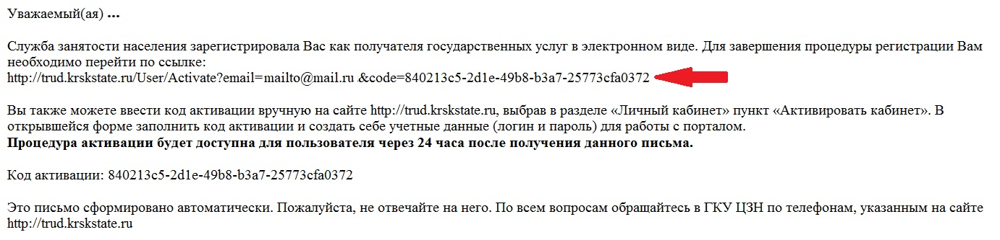 Уважаемый(ая) ...
Служба занятости населения зарегистрировала Вас как получателя государственных услуг в электронном виде. Для завершения процедуры регистрации Вам
необходимо перейти по ссылке:
http://trud.krskstate.ru/User/Activate?email=mailto@mail.ru &code=840213c5-2d1e-49b8-b3a7-25773cfa0372
Вы также можете ввести код активации вручную на сайте http://trud.krskstate.ru, выбрав в разделе «Личный кабинет» пункт «Активировать кабинет». В
открывшейся форме заполнить код активации и создать себе учетные данные (логин и пароль) для работы с порталом.
Процедура активации будет доступна для пользователя через 24 часа после получения данного письма.
Код активации: 840213c5-2d1e-49b8-b3a7-25773cfa0372
Это письмо сформировано автоматически. Пожалуйста, не отвечайте на него. По всем вопросам обращайтесь в ГКУ ЦЗН по телефонам, указанным на сайте
http://trud.krskstate.ru